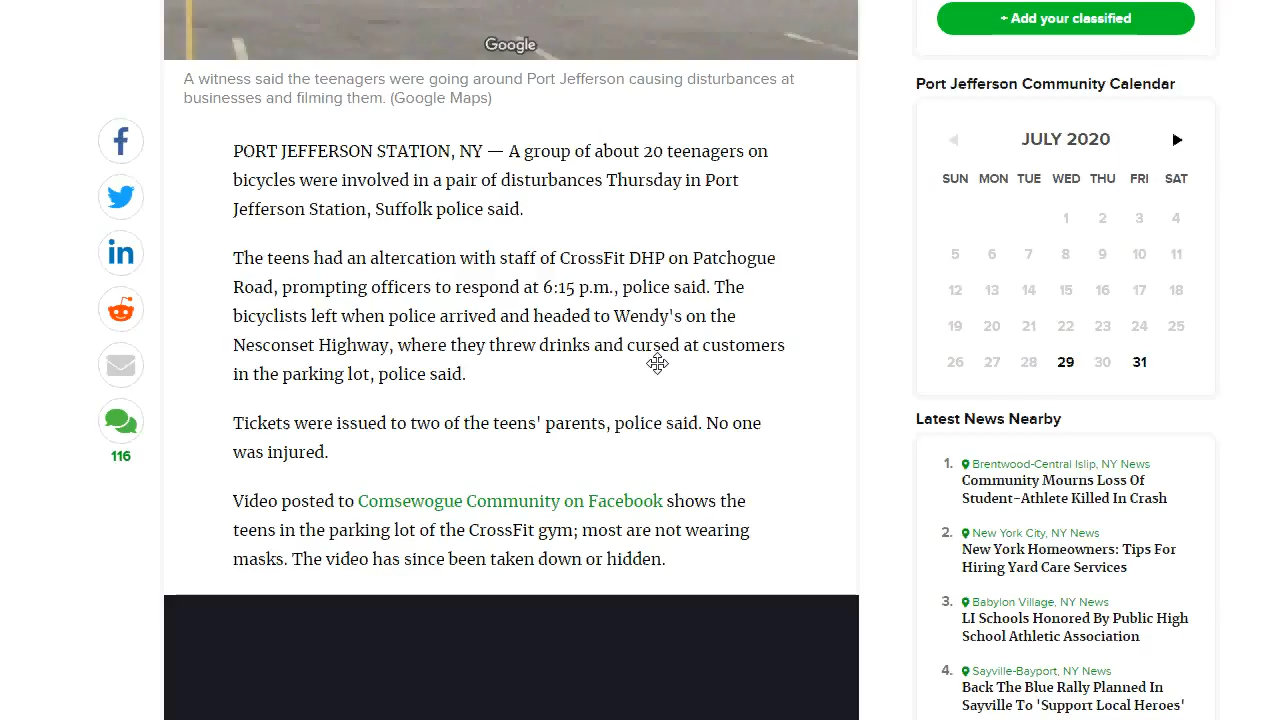 Google
A witness said the teenagers were going around Port Jefferson causing disturbances at
businesses and filming them. (Google Maps)
PORT JEFFERSON STATION, NY — A group of about 20 teenagers on
bicycles were involved in a pair of disturbances Thursday in Port
Jefferson Station, Suffolk police said.
The teens had an altercation with staff of CrossFit DHP on Patchogue
Road, prompting officers to respond at 6:15 p.m., police said. The
bicyclists left when police arrived and headed to Wendy's on the
Nesconset Highway, where they threw drinks and cursed at customers
in the parking lot, police said.
Tickets were issued to two of the teens' parents, police said. No one
was injured.
Video posted to Comsewogue Community on Facebook shows the
teens in the parking lot of the CrossFit gym; most are not wearing
masks. The video has since been taken down or hidden.
116
+ Add your classified
Port Jefferson Community Calendar
JULY 2020
SUN MON TUE WED THU FRI SAT
1 2 3 4
5 6 7 8 9 10 11
12 13 14 15 16 17 18
19 20 21 22 23 24 25
26 27 28 29 30 31
Latest News Nearby
1. Brentwood-Central Islip, NY News
Community Mourns Loss Of
Student-Athlete Killed In Crash
2. New York City, NY News
New York Homeowners: Tips For
Hiring Yard Care Services
3. Babylon Village, NY News
LI Schools Honored By Public High
School Athletic Association
4. Sayville-Bayport, NY News
Back The Blue Rally Planned In
Sayville To 'Support Local Heroes'